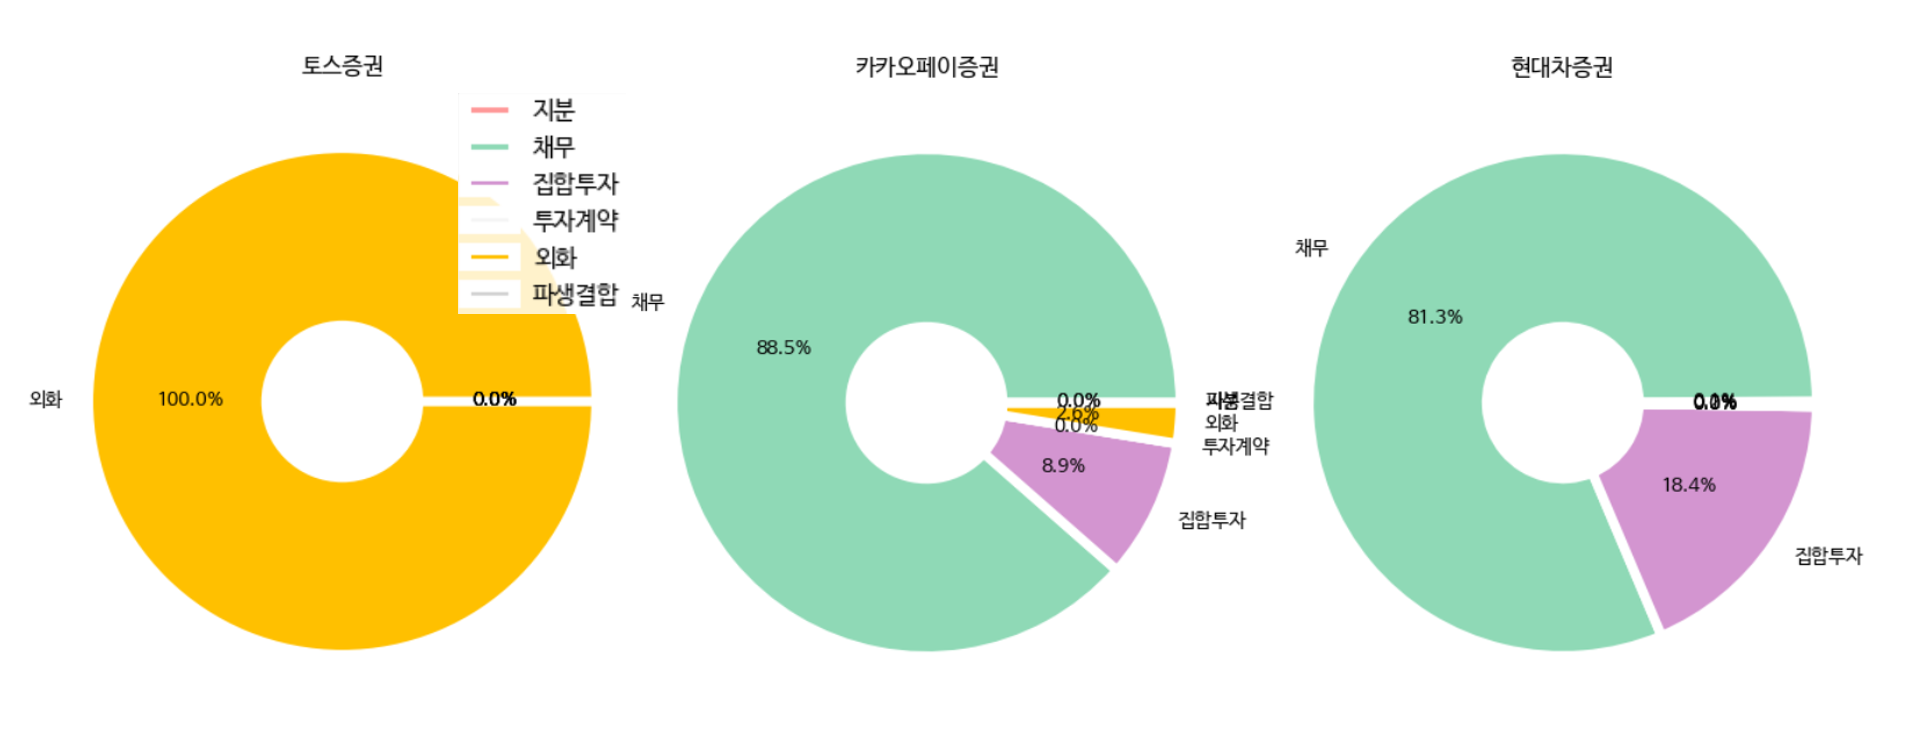 토스증권
지분
채무
집합투자
투자계약
외화
파생결합
외화
100.0%
0.0%
카카오페이증권
채무
88.5%
0.0%
2.6%
0.0%
8.9%
외화
투자계약
집합투자
현대차증권
채무
81.3%
18.4%
집합투자